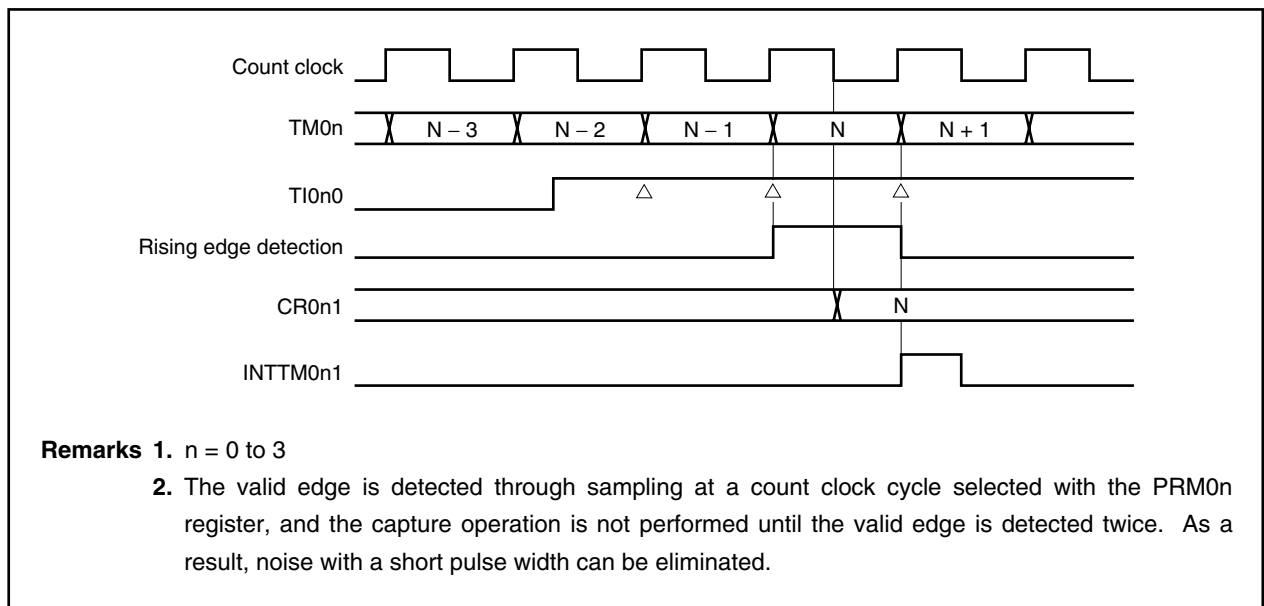 Count clock
TM0n
N – 3
N – 2
N – 1
N
N + 1
TI0n0
Rising edge detection
CR0n1
N
INTTM0n1
Remarks 1. n = 0 to 3
2. The valid edge is detected through sampling at a count clock cycle selected with the PRM0n
register, and the capture operation is not performed until the valid edge is detected twice. As a
result, noise with a short pulse width can be eliminated.